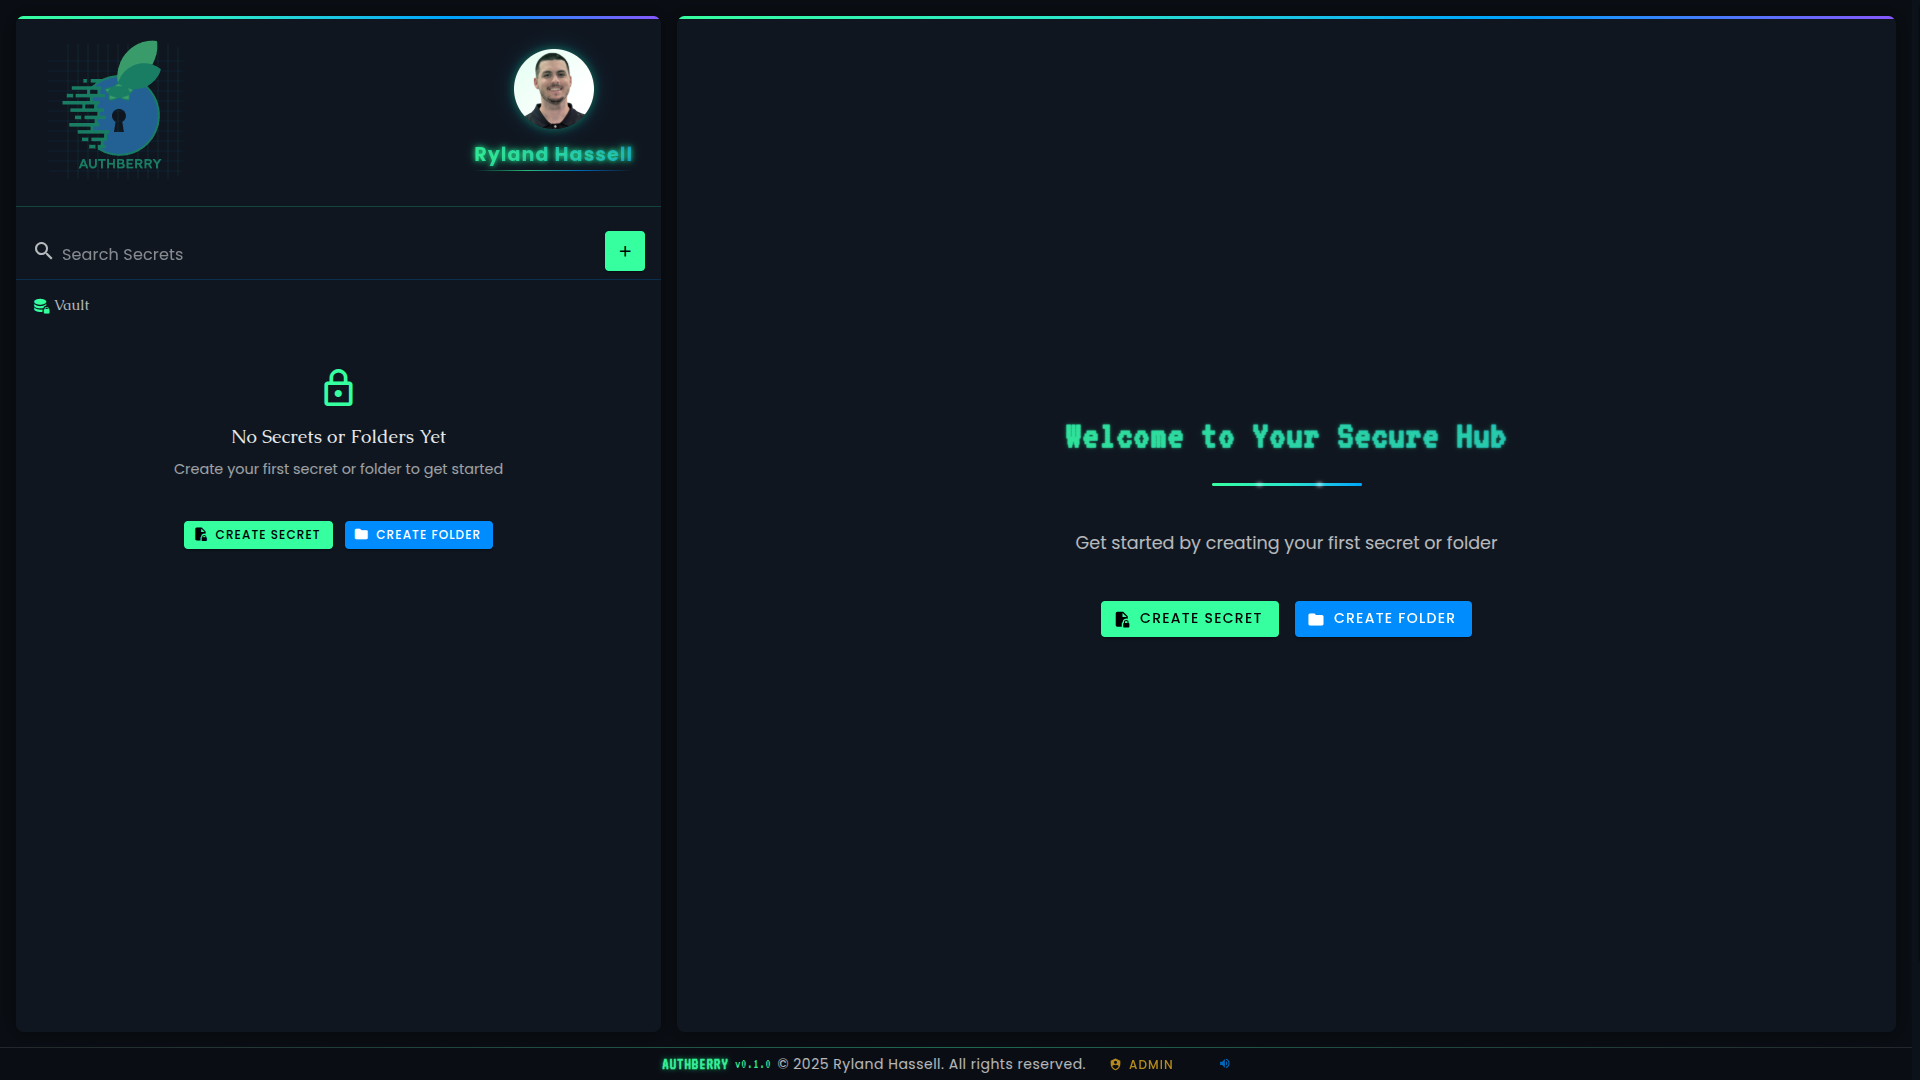 AUTHBERRY
Ryland Hassell
Search Secrets
+
Vault
No Secrets or Folders Yet
Create your first secret or folder to get started
CREATE SECRET
CREATE FOLDER
Welcome to Your Secure Hub
Get started by creating your first secret or folder
CREATE SECRET
CREATE FOLDER
AUTHBERRY v0.1.0 © 2025 Ryland Hassell. All rights reserved. ADMIN